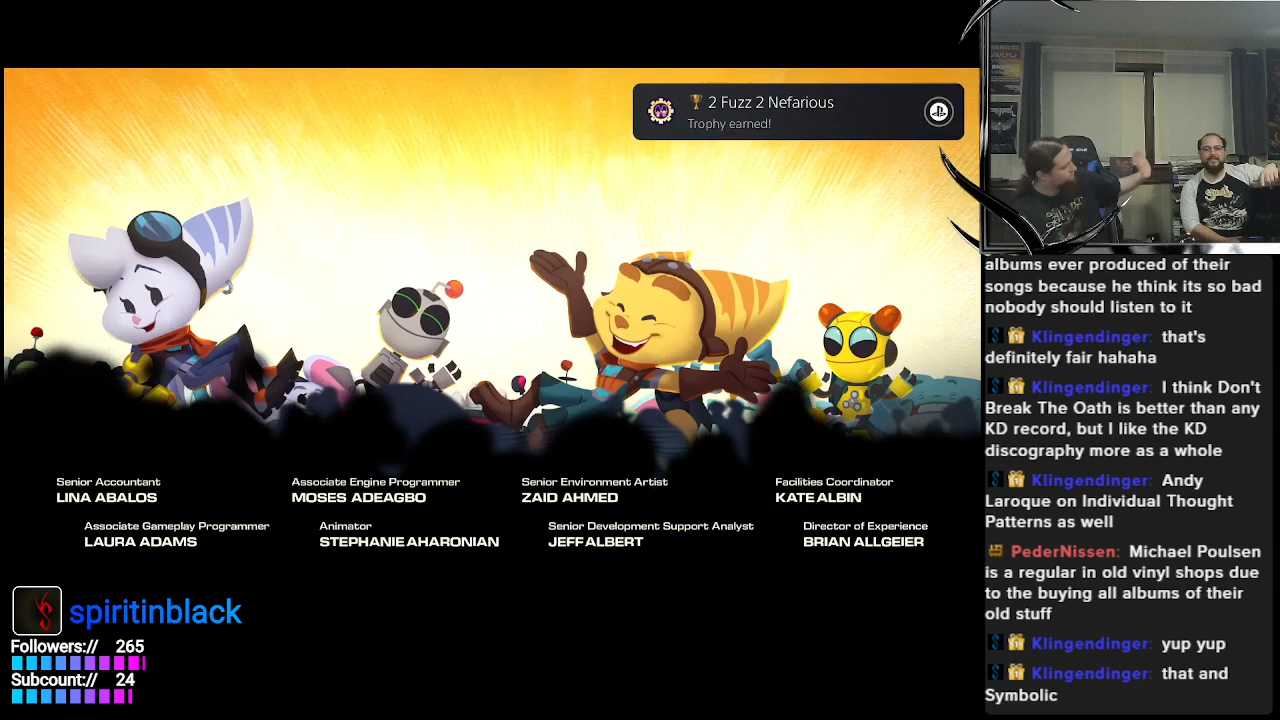 2 Fuzz 2 Nefarious
Trophy earned!
Senior Accountant
LINA ABALOS
Associate Engine Programmer
MOSES ADEAGBO
Senior Environment Artist
ZAID AHMED
Facilities Coordinator
KATE ALBIN
Associate Gameplay Programmer
LAURA ADAMS
Animator
STEPHANIE AHARONIAN
Senior Development Support Analyst
JEFF ALBERT
Director of Experience
BRIAN ALLGEIER
spiritinblack
Followers:// 265
Subcount:// 24
albums ever produced of their
songs because he think its so bad
nobody should listen to it
Klingendinger: that's
definitely fair hahaha
Klingendinger: I think Don't
Break The Oath is better than any
KD record, but I like the KD
discography more as a whole
Klingendinger: Andy
Laroque on Individual Thought
Patterns as well
PederNissen: Michael Poulsen
is a regular in old vinyl shops due
to the buying all albums of their
old stuff
Klingendinger: yup yup
Klingendinger: that and
Symbolic